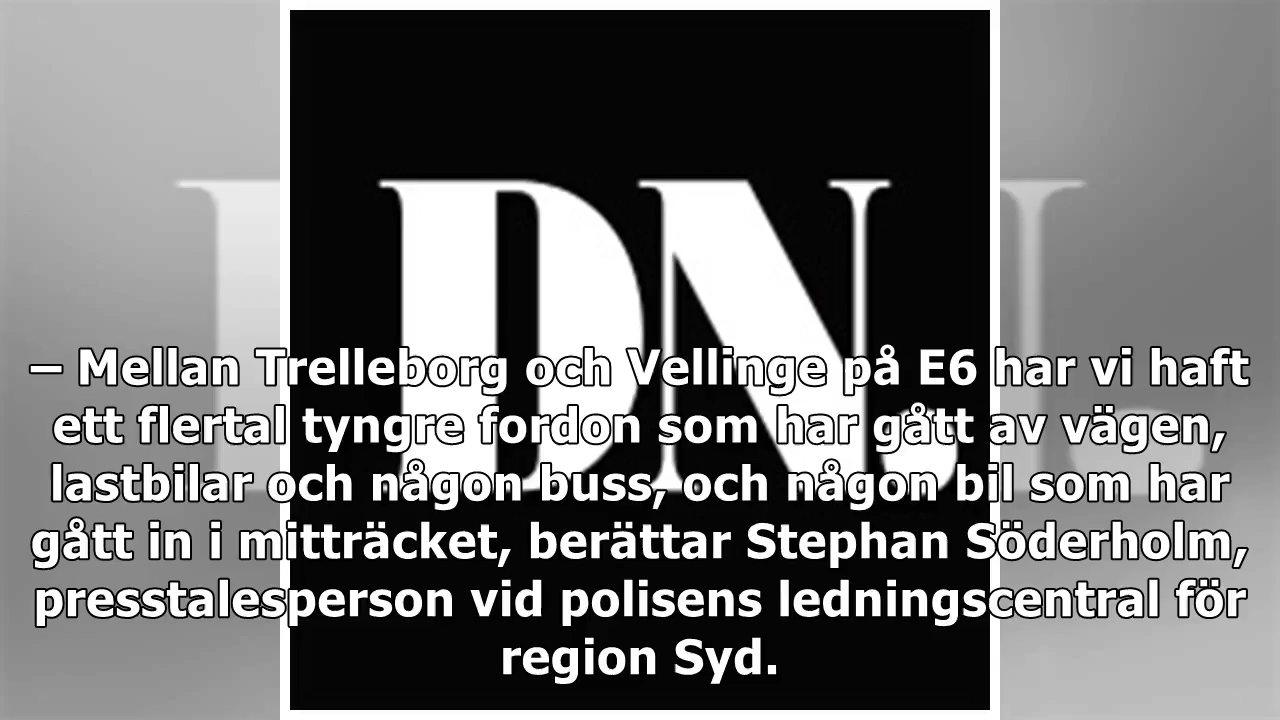 DN.
– Mellan Trelleborg och Vellinge på E6 har vi haft
ett flertal tyngre fordon som har gått av vägen,
lastbilar och någon buss, och någon bil som har
gått in i mitträcket, berättar Stephan Söderholm,
presstalesperson vid polisens ledningscentral för
region Syd.